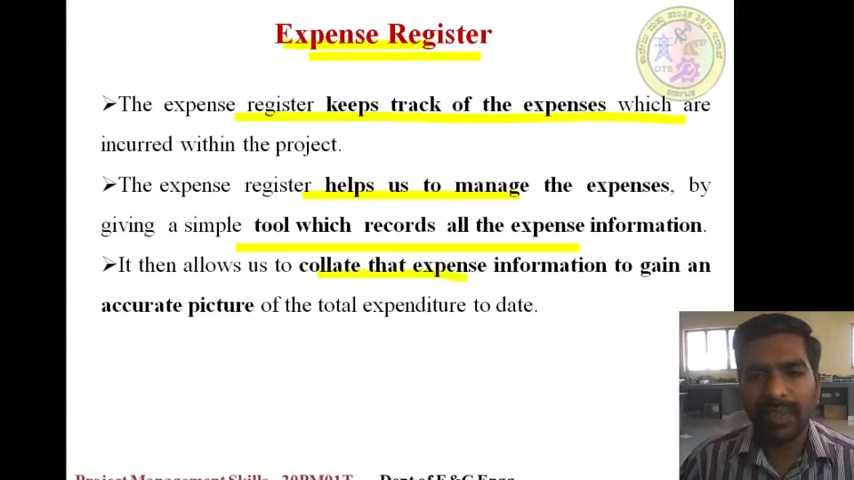 Expense Register
➢The expense register keeps track of the expenses which are
incurred within the project.
➢The expense register helps us to manage the expenses, by
giving a simple tool which records all the expense information.
➢It then allows us to collate that expense information to gain an
accurate picture of the total expenditure to date.
DTE
Project Management Skills - 20PM01T Dept of E&C Engg